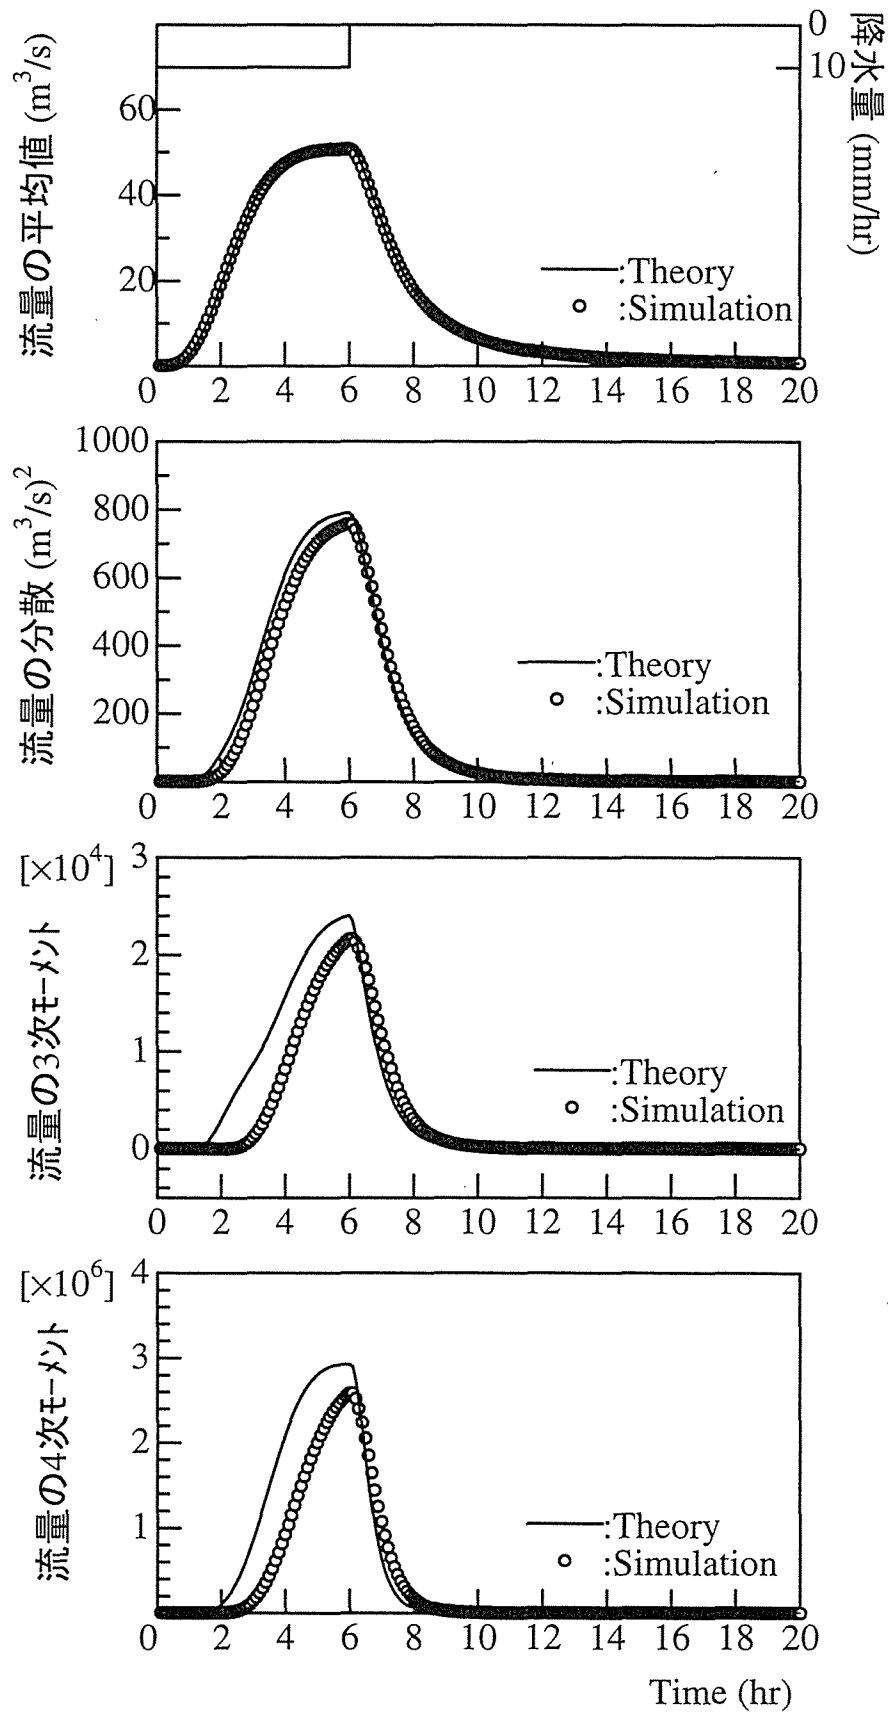 流量の平均値 (m³/s)
降水量 (mm/hr)
0
10
60
40
20
:Theory
:Simulation
0 2 4 6 8 10 12 14 16 18 20
流量の分散 (m³/s)²
1000
800
600
400
200
:Theory
:Simulation
0 2 4 6 8 10 12 14 16 18 20
[×10⁴]
流量の3次モーメント
3
2
1
0
:Theory
:Simulation
0 2 4 6 8 10 12 14 16 18 20
[×10⁶]
流量の4次モーメント
4
3
2
1
:Theory
:Simulation
0 2 4 6 8 10 12 14 16 18 20
Time (hr)